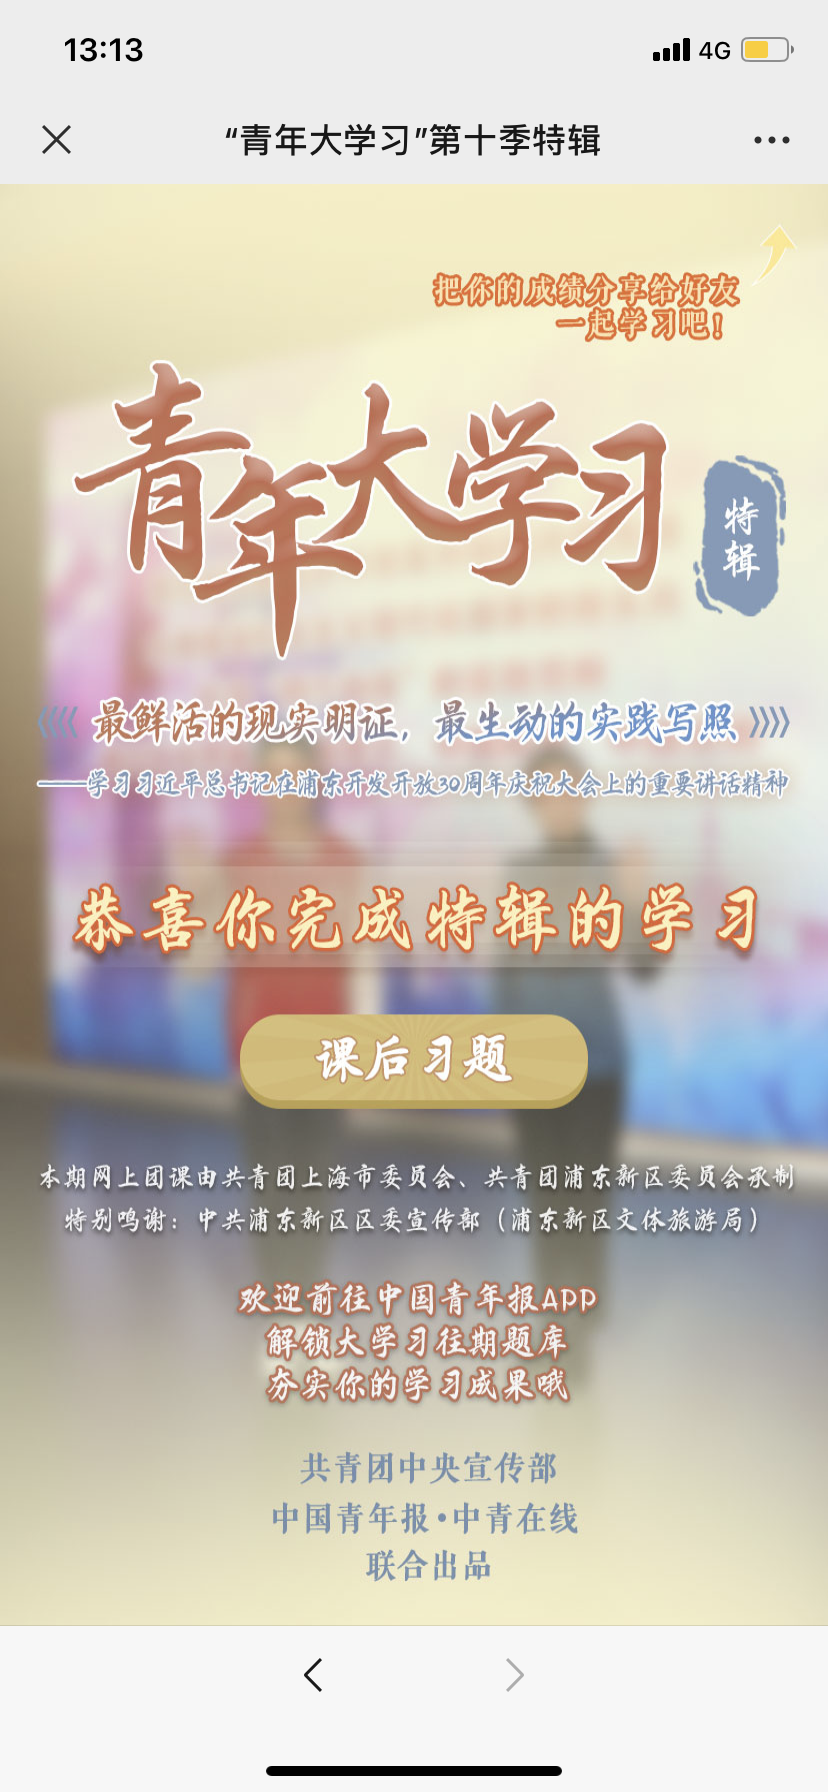 13:13
4G
“青年大学习”第十季特辑
把你的成绩分享给好友
一起学习吧!
青年大学习
特辑
最鲜活的现实明证，最生动的实践写照
——学习习近平总书记在浦东开发开放30周年庆祝大会上的重要讲话精神
恭喜你完成特辑的学习
课后习题
本期网上团课由共青团上海市委员会、共青团浦东新区委员会承制
特别鸣谢：中共浦东新区区委宣传部（浦东新区文体旅游局）
欢迎前往中国青年报APP
解锁大学习往期题库
夯实你的学习成果哦
共青团中央宣传部
中国青年报·中青在线
联合出品